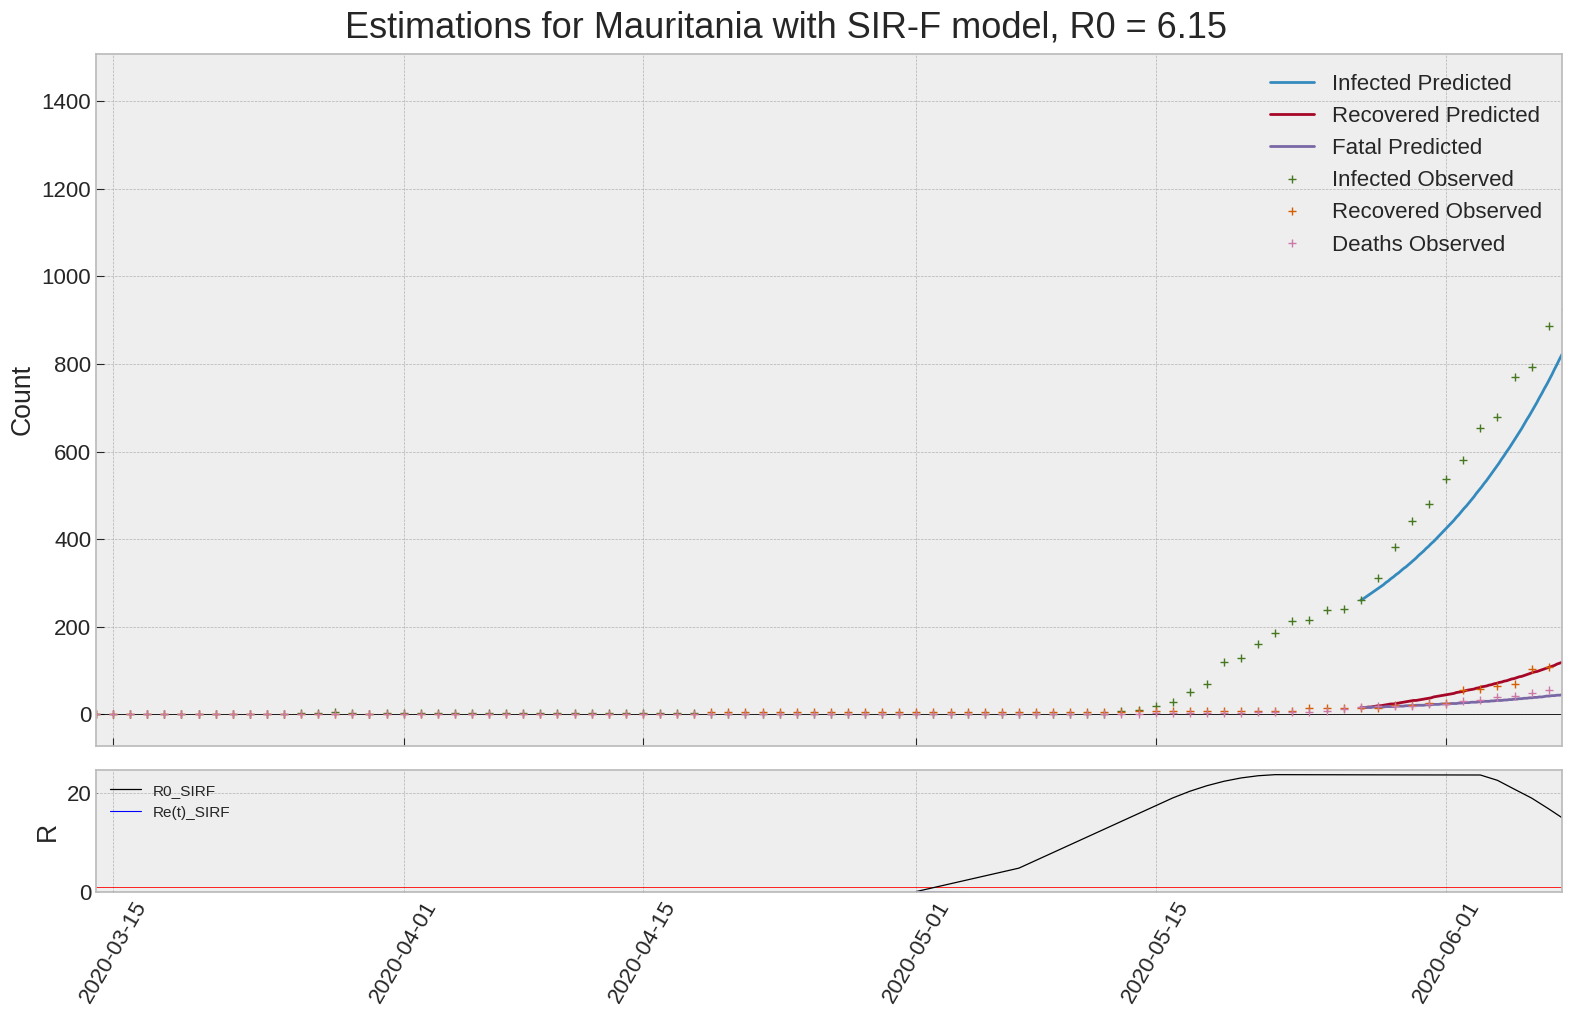 Estimations for Mauritania with SIR-F model, R0 = 6.15
Infected Predicted
Recovered Predicted
Fatal Predicted
Infected Observed
Recovered Observed
Deaths Observed
1400
1200
1000
800
600
400
200
0
Count
R0_SIRF
Re(t)_SIRF
20
0
R
2020-03-15
2020-04-01
2020-04-15
2020-05-01
2020-05-15
2020-06-01